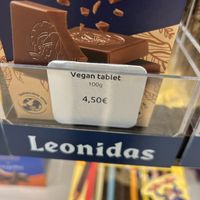 Vegan tablet
100g
4,50€
Leonidas